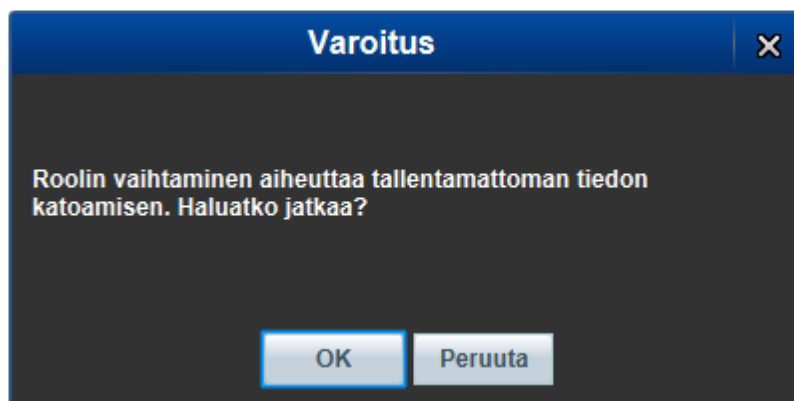 Varoitus
Roolin vaihtaminen aiheuttaa tallentamattoman tiedon
katoamisen. Haluatko jatkaa?
OK
Peruuta